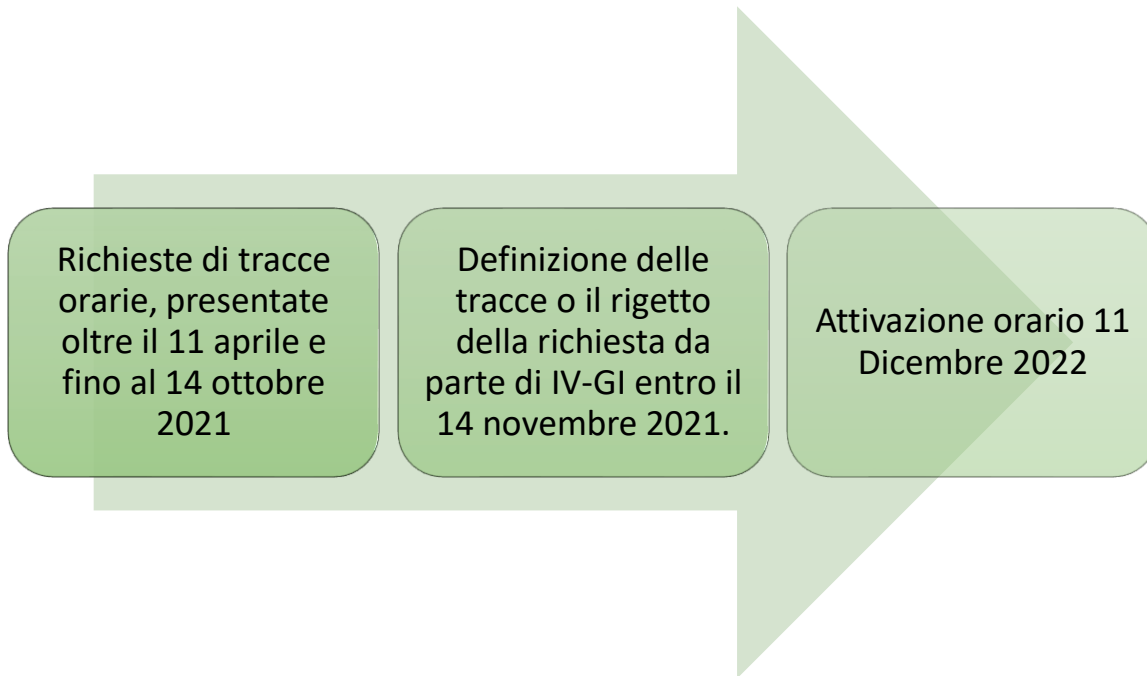 Richieste di tracce
orarie, presentate
oltre il 11 aprile e
fino al 14 ottobre
2021
Definizione delle
tracce o il rigetto
della richiesta da
parte di IV-GI entro il
14 novembre 2021.
Attivazione orario 11
Dicembre 2022